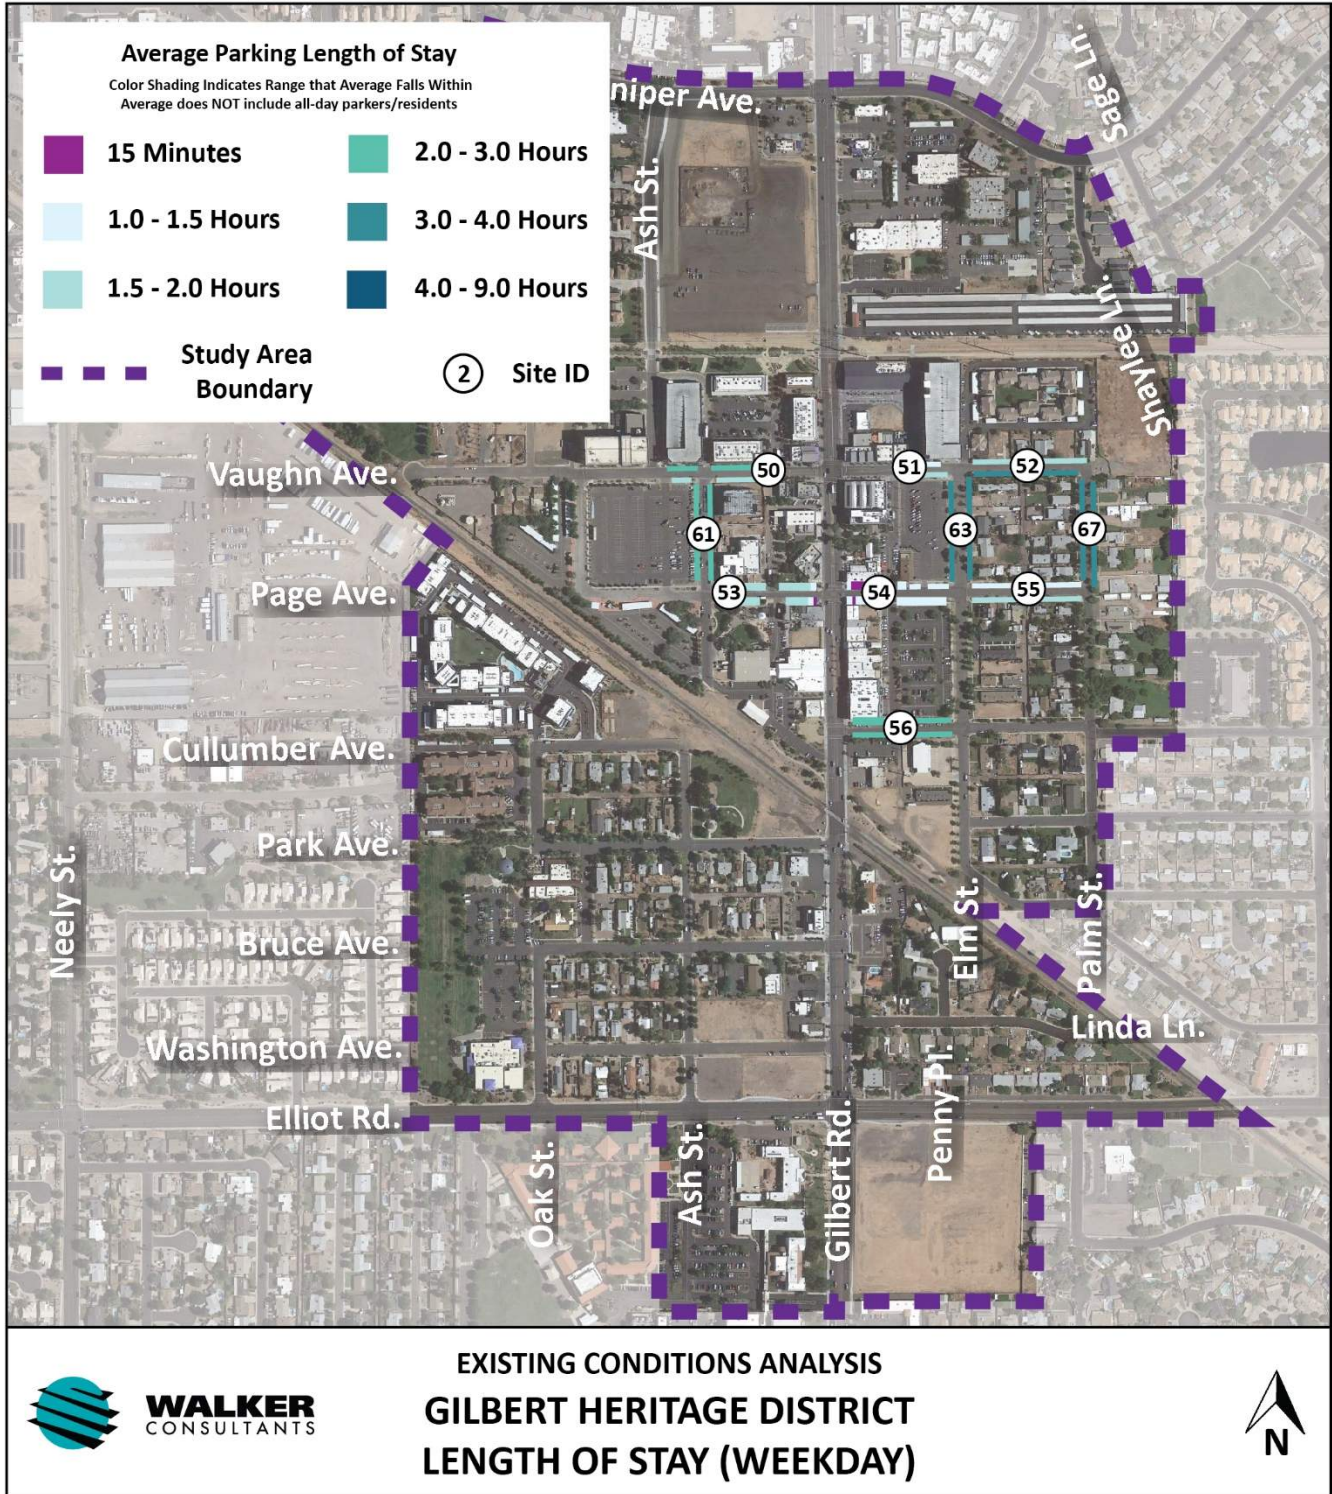 Average Parking Length of Stay
Color Shading Indicates Range that Average Falls Within
Average does NOT include all-day parkers/residents
15 Minutes
2.0 - 3.0 Hours
1.0 - 1.5 Hours
3.0 - 4.0 Hours
1.5 - 2.0 Hours
4.0 - 9.0 Hours
Study Area
Boundary
2 Site ID
niper Ave.
Sage Ln.
Ash St.
Shaylee Ln.
Vaughn Ave.
50
51
52
61
63
67
Page Ave.
53
54
55
56
Cullumber Ave.
Park Ave.
Neely St.
Bruce Ave.
Elm St.
Palm St.
Washington Ave.
Linda Ln.
Elliot Rd.
Oak St.
Ash St.
Gilbert Rd.
Penny Pl.
WALKER
CONSULTANTS
EXISTING CONDITIONS ANALYSIS
GILBERT HERITAGE DISTRICT
LENGTH OF STAY (WEEKDAY)
N